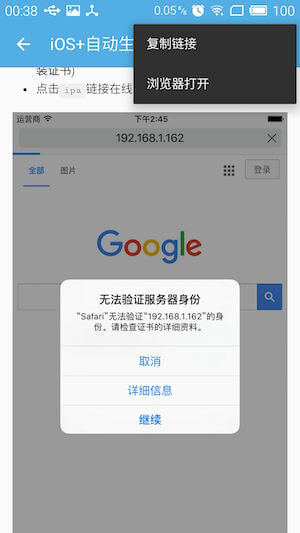 00:38
0.05″/s
100
iOS+自动生
复制链接
浏览器打开
装证书)
点击 ipa 链接在线
运营商
下午2:45
192.168.1.162
全部
图片
登录
Google
无法验证服务器身份
“Safari”无法验证“192.168.1.162”的身
份。请检查证书的详细资料。
取消
详细信息
继续